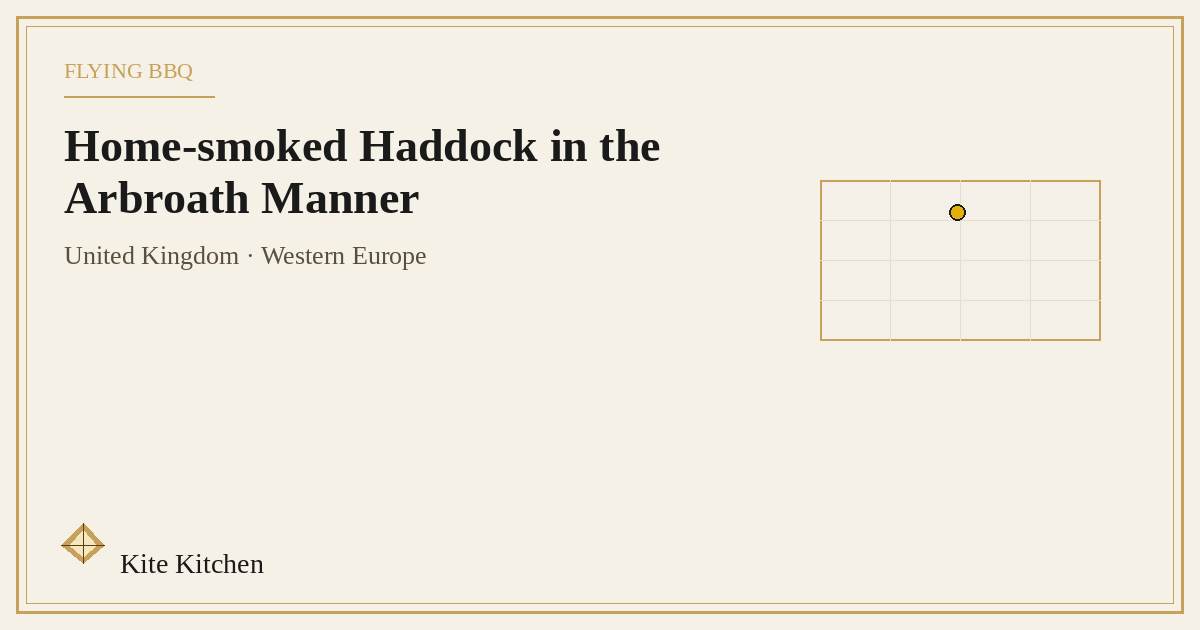 FLYING BBQ
Home-smoked Haddock in the
Arbroath Manner
United Kingdom · Western Europe
Kite Kitchen